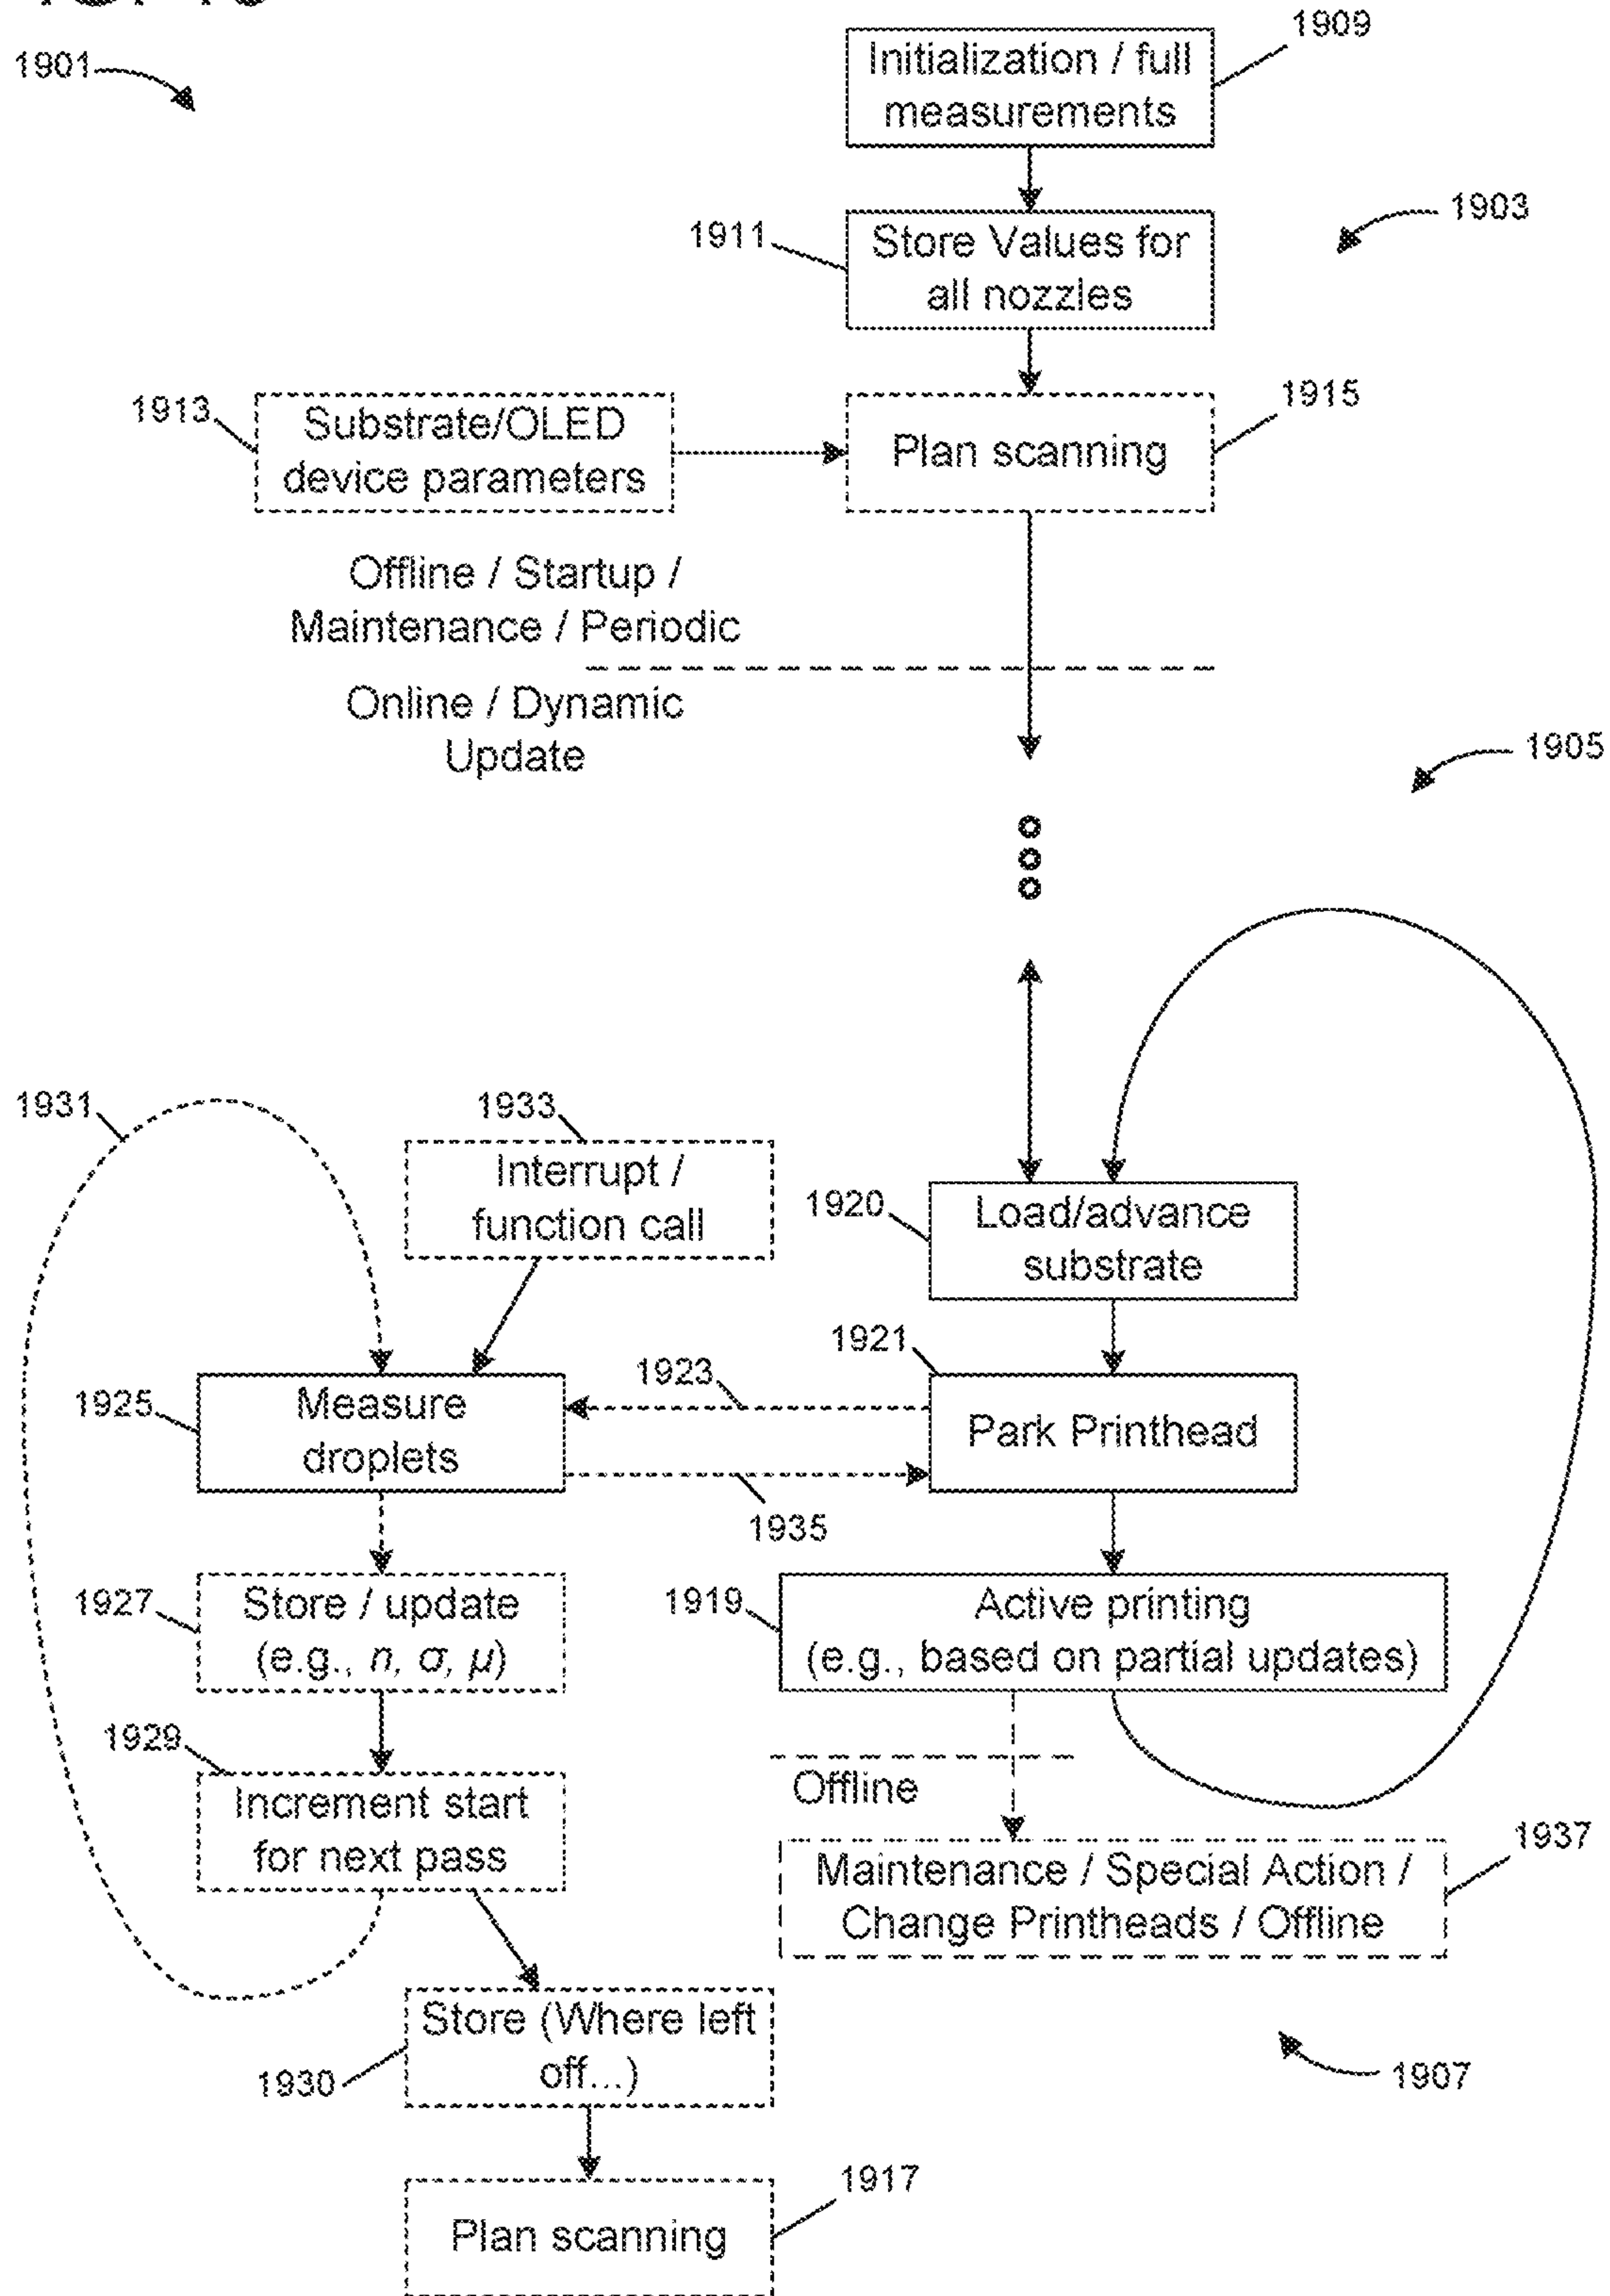 1901
Initialization / full
measurements
1909
1903
1911
Store Values for
all nozzles
1913
Substrate/OLED
device parameters
Plan scanning
1915
Offline / Startup /
Maintenance / Periodic
Online / Dynamic
Update
1905
1931
1933
Interrupt /
function call
1920
Load/advance
substrate
1921
1923
1925
Measure
droplets
Park Printhead
1935
1927
Store / update
(e.g., n, σ, μ)
1919
Active printing
(e.g., based on partial updates)
1929
Increment start
for next pass
Offline
1937
Maintenance / Special Action /
Change Printheads / Offline
1930
Store (Where left
off...)
1907
1917
Plan scanning